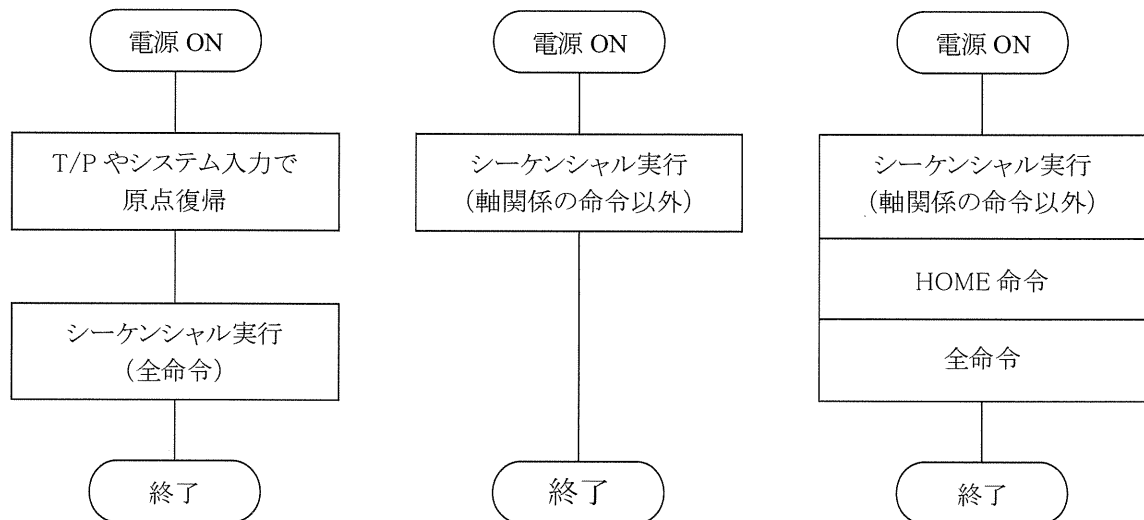 電源 ON
T/P やシステム入力で
原点復帰
シーケンシャル実行
(全命令)
終了
電源 ON
シーケンシャル実行
(軸関係の命令以外)
終了
電源 ON
シーケンシャル実行
(軸関係の命令以外)
HOME 命令
全命令
終了